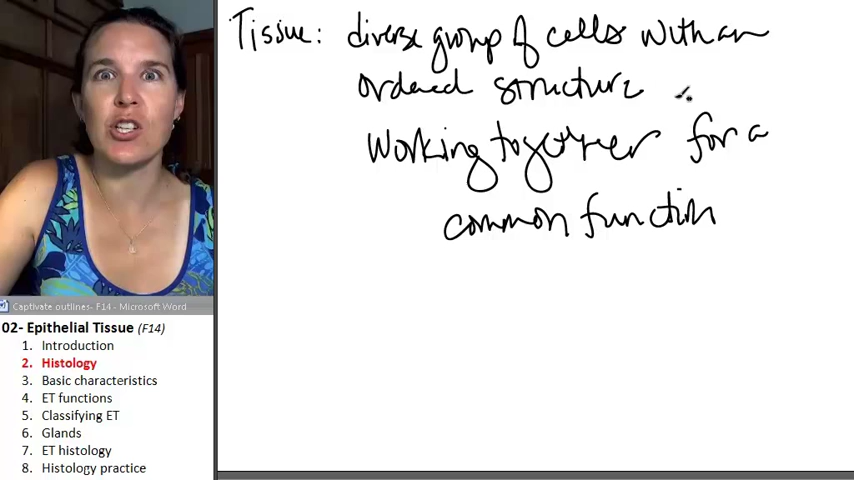 Tissue: diverse group of cells with an
ordered structure
working together for a
common function
Captivate outlines- F14 - Microsoft Word
02- Epithelial Tissue (F14)
1. Introduction
2. Histology
3. Basic characteristics
4. ET functions
5. Classifying ET
6. Glands
7. ET histology
8. Histology practice